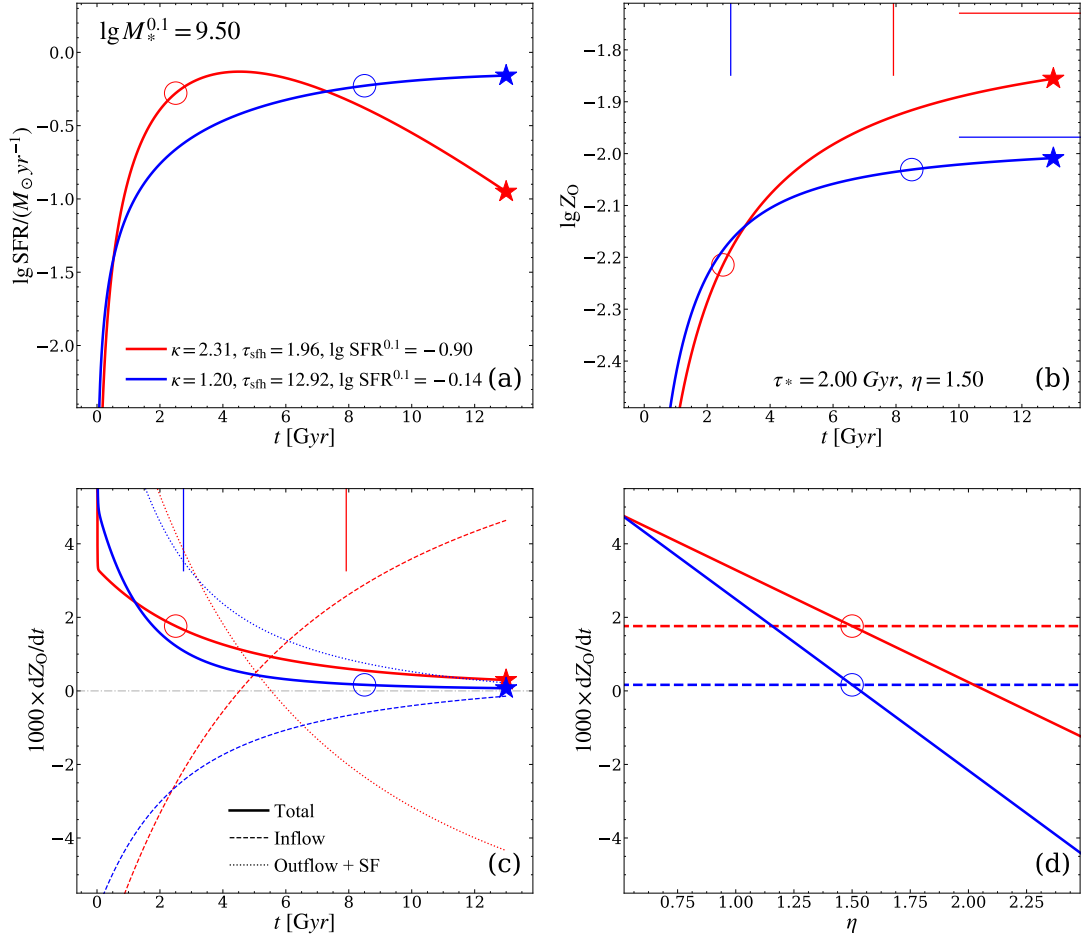 lg M*^0.1 = 9.50
0.0
−0.5
−1.0
−1.5
−2.0
lg SFR/(M⊙ yr⁻¹)
κ = 2.31, τsfh = 1.96, lg SFR^0.1 = −0.90
κ = 1.20, τsfh = 12.92, lg SFR^0.1 = −0.14
(a)
0 2 4 6 8 10 12
t [Gyr]
−1.8
−1.9
−2.0
−2.1
−2.2
−2.3
−2.4
lg Z_O
τ* = 2.00 Gyr, η = 1.50
(b)
0 2 4 6 8 10 12
t [Gyr]
4
2
0
−2
−4
1000 × dZ_O/dt
Total
Inflow
Outflow + SF
(c)
0 2 4 6 8 10 12
t [Gyr]
4
2
0
−2
−4
1000 × dZ_O/dt
(d)
0.75 1.00 1.25 1.50 1.75 2.00 2.25
η